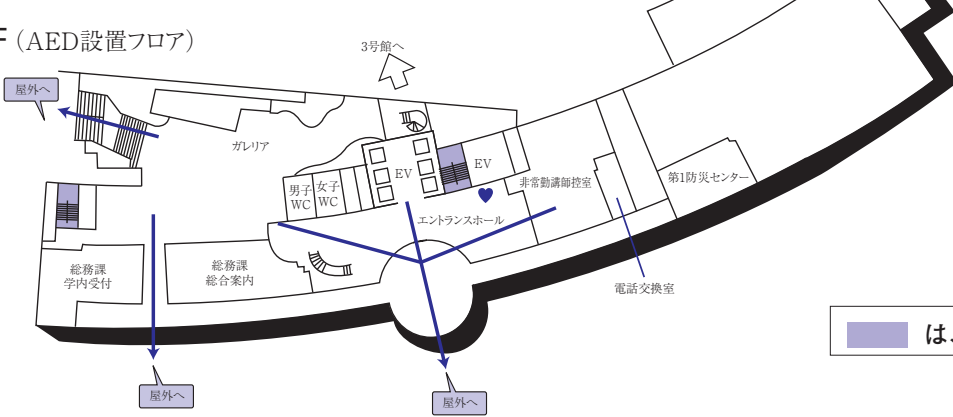 F (AED設置フロア)
3号館へ
屋外へ
ガレリア
EV
EV
男子
WC
女子
WC
非常勤講師控室
第1防災センター
エントランスホール
総務課
学内受付
総務課
総合案内
電話交換室
は、
屋外へ
屋外へ